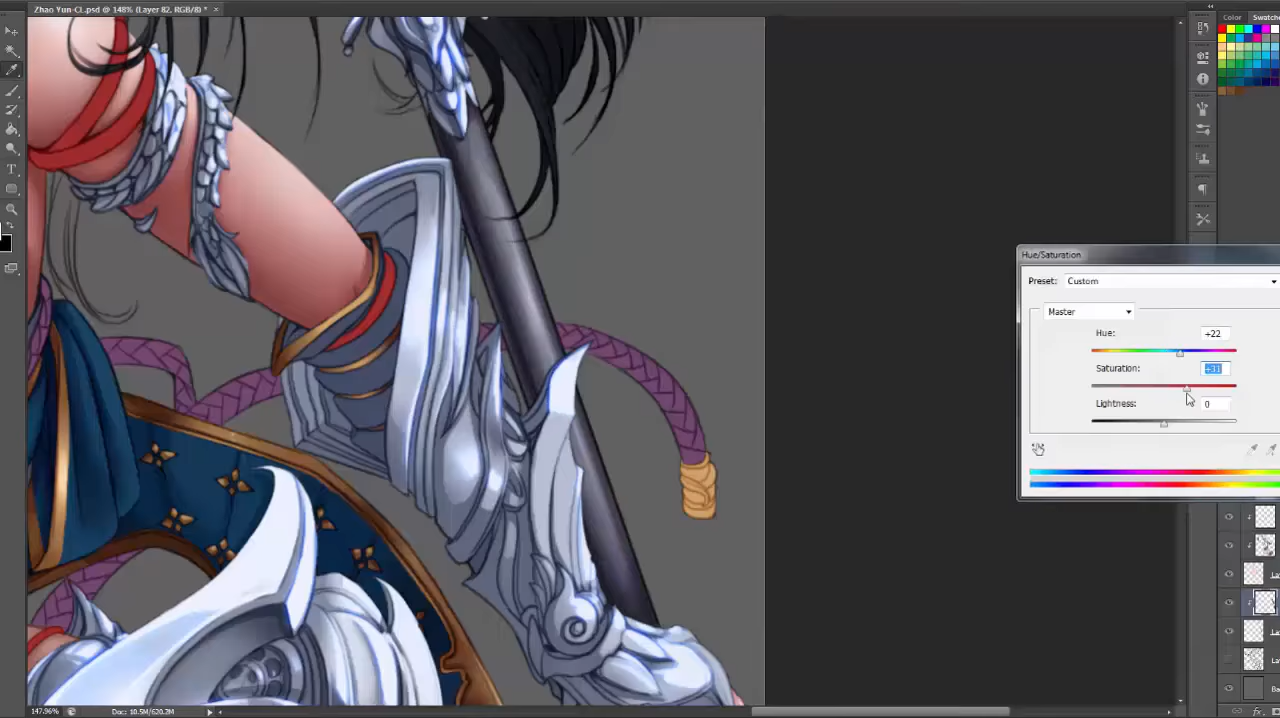 Zhao Yun-CL.psd @ 148% (Layer 82, RGB/8) * ×
Color Swatche
Hue/Saturation
Preset: Custom
Master
Hue: +22
Saturation: +31
Lightness: 0
147.96% Doc: 10.5M/620.2M